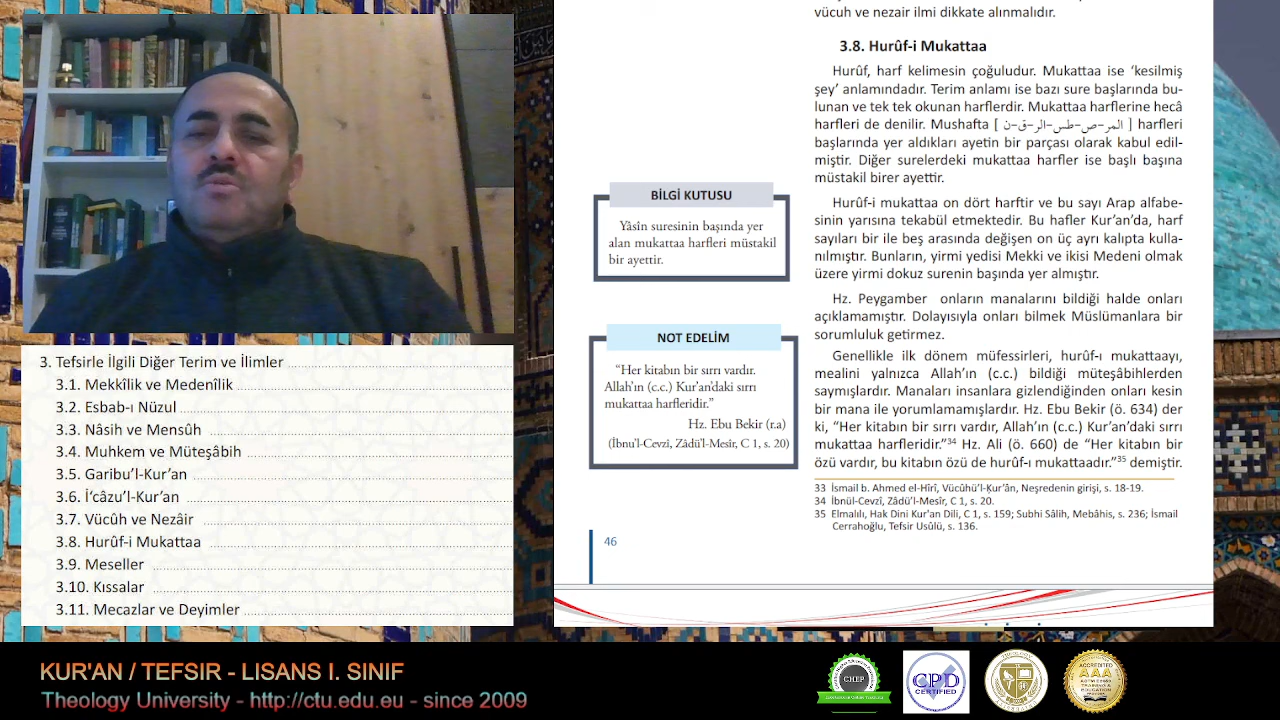 vücuh ve nezair ilmi dikkate alınmalıdır.
3.8. Hurûf-i Mukattaa
Hurûf, harf kelimesin çoğuludur. Mukattaa ise ‘kesilmiş
şey’ anlamındadır. Terim anlamı ise bazı sure başlarında bu-
lunan ve tek tek okunan harflerdir. Mukattaa harflerine hecâ
harfleri de denilir. Mushafta [ المر-ص-طس-الر-ق-ن ] harfleri
başlarında yer aldıkları ayetin bir parçası olarak kabul edil-
miştir. Diğer surelerdeki mukattaa harfler ise başlı başına
müstakil birer ayettir.
Hurûf-i mukattaa on dört harftir ve bu sayı Arap alfabe-
sinin yarısına tekabül etmektedir. Bu hafler Kur’an’da, harf
sayıları bir ile beş arasında değişen on üç ayrı kalıpta kulla-
nılmıştır. Bunların, yirmi yedisi Mekki ve ikisi Medeni olmak
üzere yirmi dokuz surenin başında yer almıştır.
Hz. Peygamber onların manalarını bildiği halde onları
açıklamamıştır. Dolayısıyla onları bilmek Müslümanlara bir
sorumluluk getirmez.
Genellikle ilk dönem müfessirleri, hurûf-ı mukattaayı,
mealini yalnızca Allah’ın (c.c.) bildiği müteşâbihlerden
saymışlardır. Manaları insanlara gizlendiğinden onları kesin
bir mana ile yorumlamamışlardır. Hz. Ebu Bekir (ö. 634) der
ki, “Her kitabın bir sırrı vardır, Allah’ın (c.c.) Kur’an’daki sırrı
mukattaa harfleridir.”34 Hz. Ali (ö. 660) de “Her kitabın bir
özü vardır, bu kitabın özü de hurûf-ı mukattaadır.”35 demiştir.
33 İsmail b. Ahmed el-Hîrî, Vücûhü’l-Ķur’ân, Neşredenin girişi, s. 18-19.
34 İbnül-Cevzî, Zâdü’l-Mesîr, C 1, s. 20.
35 Elmalılı, Hak Dini Kur'an Dili, C 1, s. 159; Subhi Sâlih, Mebâhis, s. 236; İsmail
Cerrahoğlu, Tefsir Usûlü, s. 136.
BİLGİ KUTUSU
Yâsîn suresinin başında yer
alan mukattaa harfleri müstakil
bir ayettir.
NOT EDELİM
“Her kitabın bir sırrı vardır.
Allah’ın (c.c.) Kur’an’daki sırrı
mukattaa harfleridir.”
Hz. Ebu Bekir (r.a)
(İbnu’l-Cevzi, Zâdü’l-Mesir, C 1, s. 20)
46
3. Tefsirle İlgili Diğer Terim ve İlimler
3.1. Mekkîlik ve Medenîlik
3.2. Esbab-ı Nüzul
3.3. Nâsih ve Mensûh
3.4. Muhkem ve Müteşâbih
3.5. Garibu’l-Kur’an
3.6. İ‘câzu’l-Kur’an
3.7. Vücûh ve Nezâir
3.8. Hurûf-i Mukattaa
3.9. Meseller
3.10. Kıssalar
3.11. Mecazlar ve Deyimler
KUR'AN / TEFSIR - LISANS I. SINIF
Theology University - http://ctu.edu.eu - since 2009
CHEP
CPD
CERTIFIED
ACCREDITED
AAA